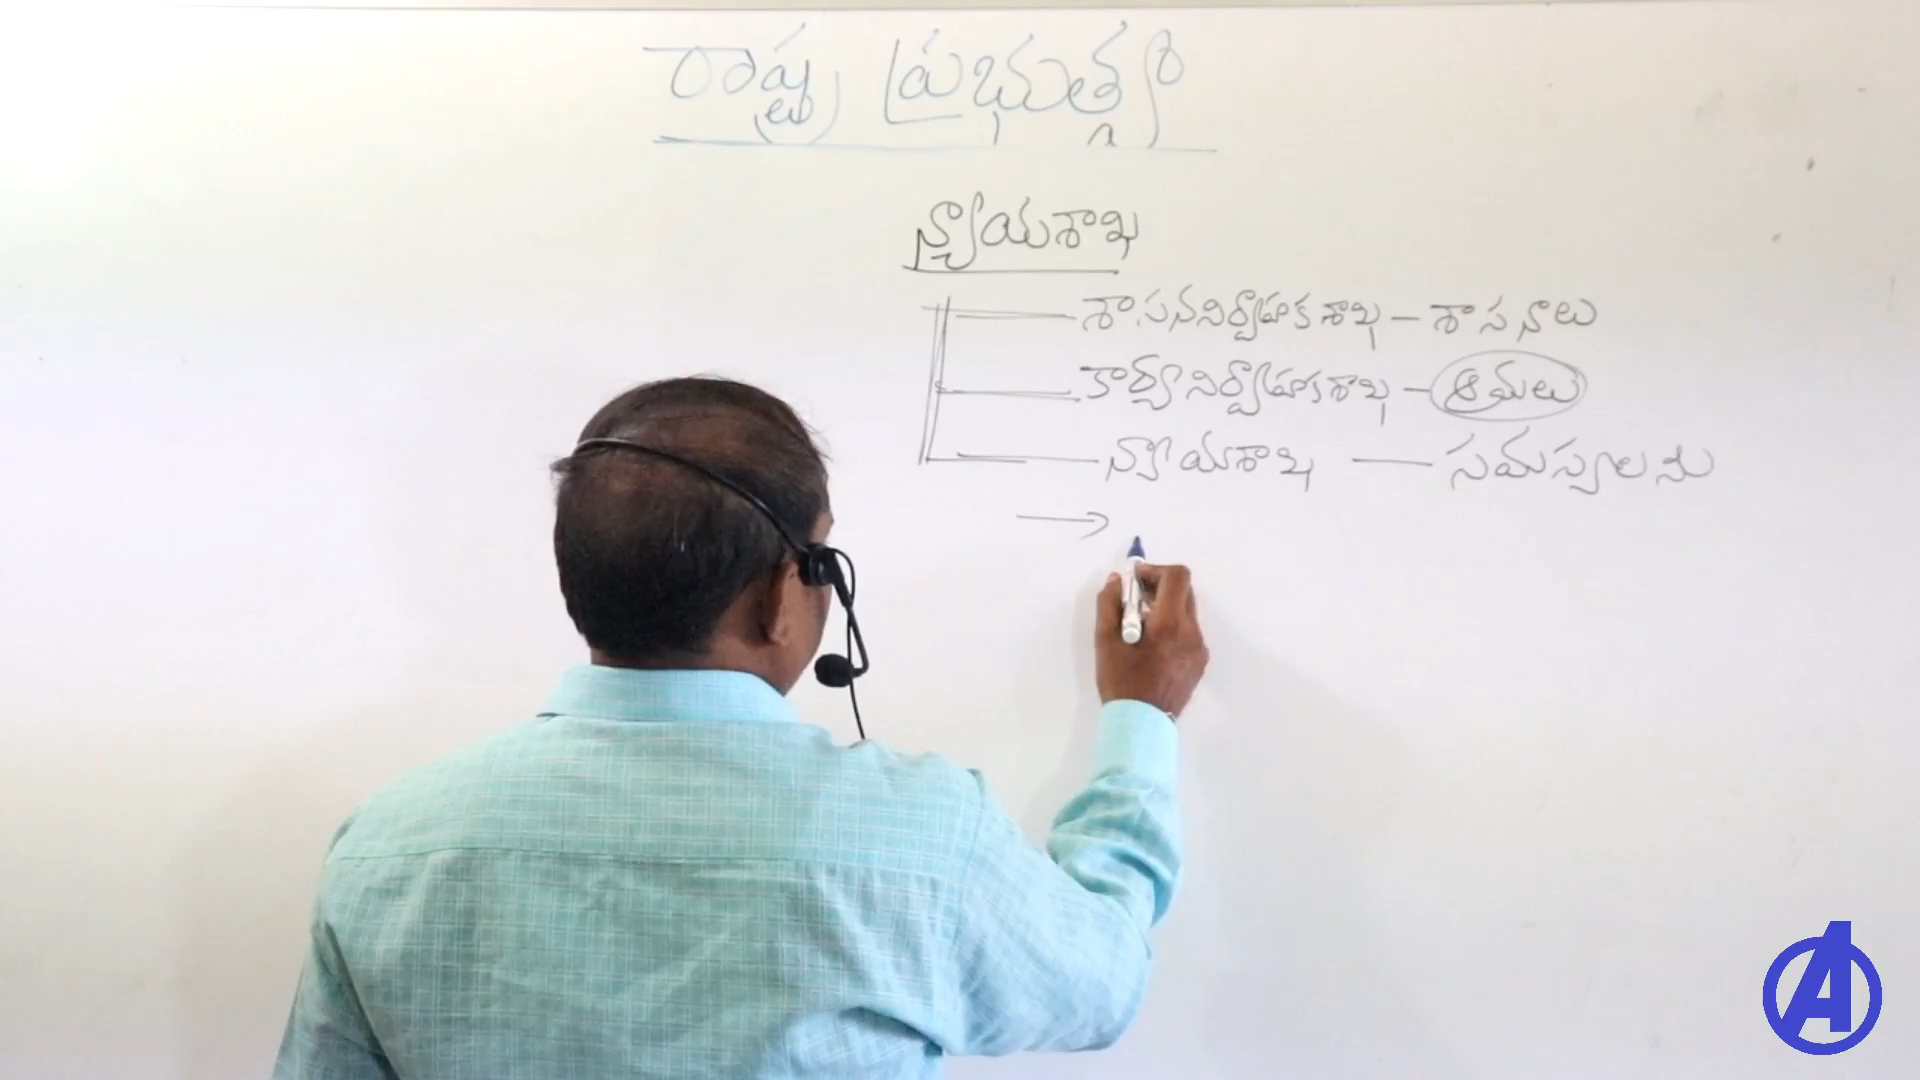 రాష్ట్ర ప్రభుత్వం
న్యాయశాఖ
శాసననిర్వాహక శాఖ – శాసనాలు
కార్యనిర్వాహకశాఖ – అమలు
న్యాయశాఖ — సమస్యలను
→